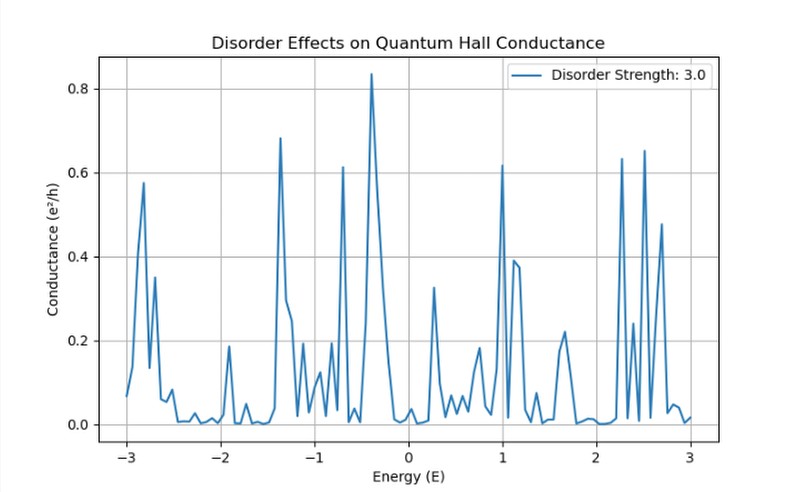 Disorder Effects on Quantum Hall Conductance
Disorder Strength: 3.0
Conductance (e²/h)
0.8
0.6
0.4
0.2
0.0
−3 −2 −1 0 1 2 3
Energy (E)